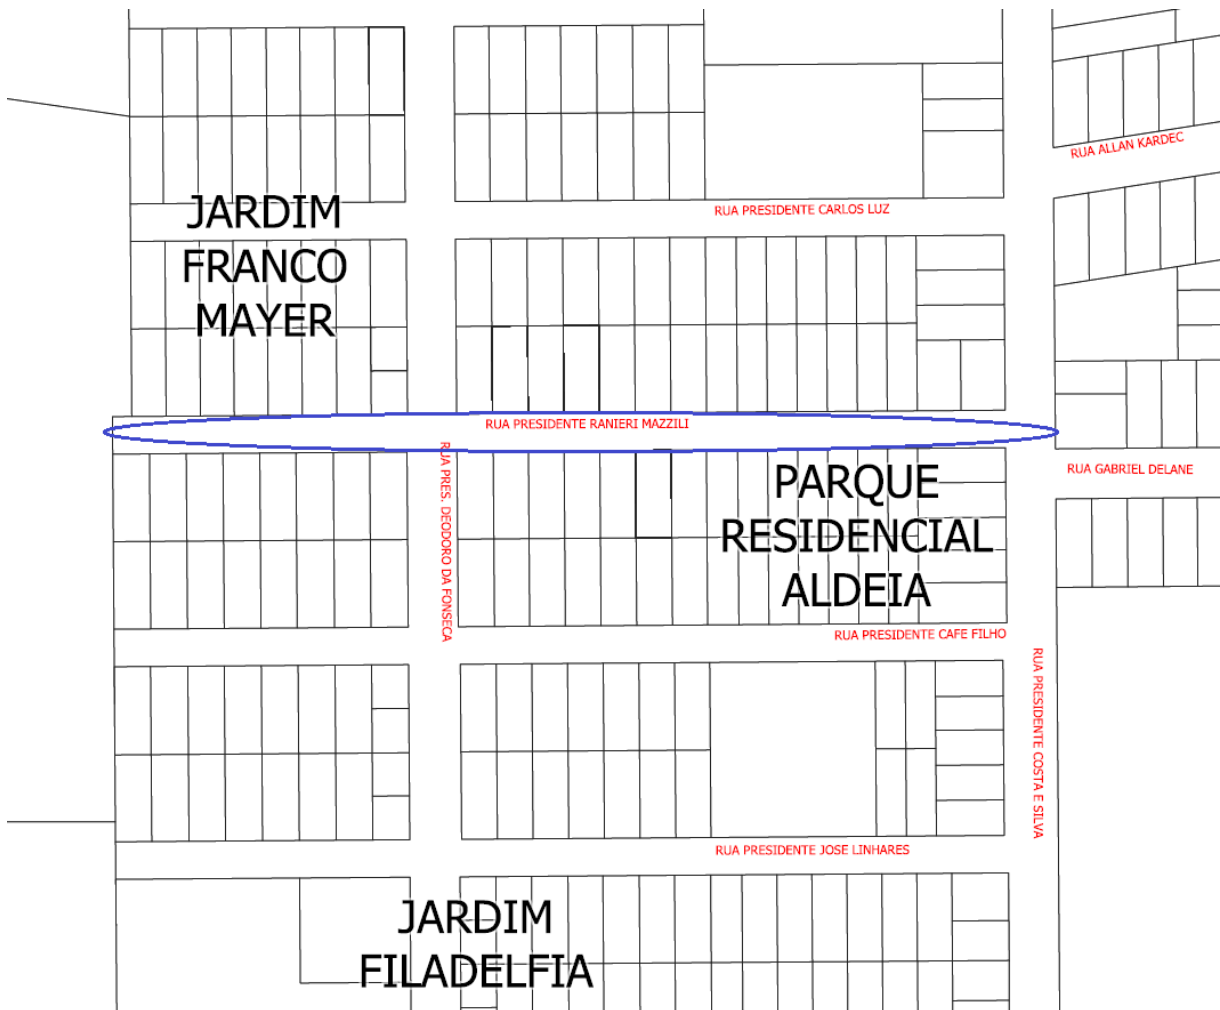 RUA ALLAN KARDEC
JARDIM
FRANCO
MAYER
RUA PRESIDENTE CARLOS LUZ
RUA PRESIDENTE RANIERI MAZZILI
RUA PRES. DEODORO DA FONSECA
PARQUE
RESIDENCIAL
ALDEIA
RUA GABRIEL DELANE
RUA PRESIDENTE CAFE FILHO
RUA PRESIDENTE COSTA E SILVA
RUA PRESIDENTE JOSE LINHARES
JARDIM
FILADELFIA